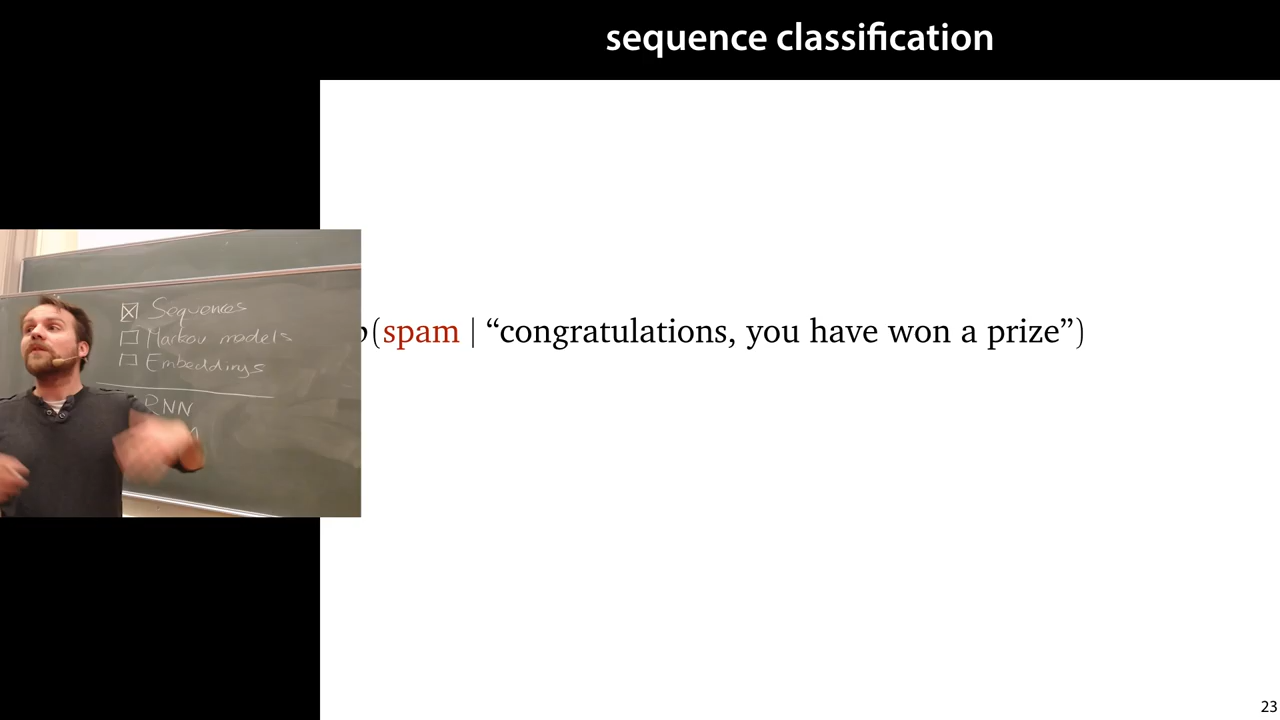 sequence classification
Sequences
Markov models
Embeddings
RNN
(spam | “congratulations, you have won a prize”)
23